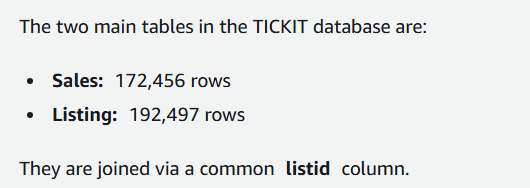 The two main tables in the TICKIT database are:
• Sales: 172,456 rows
• Listing: 192,497 rows
They are joined via a common listid column.